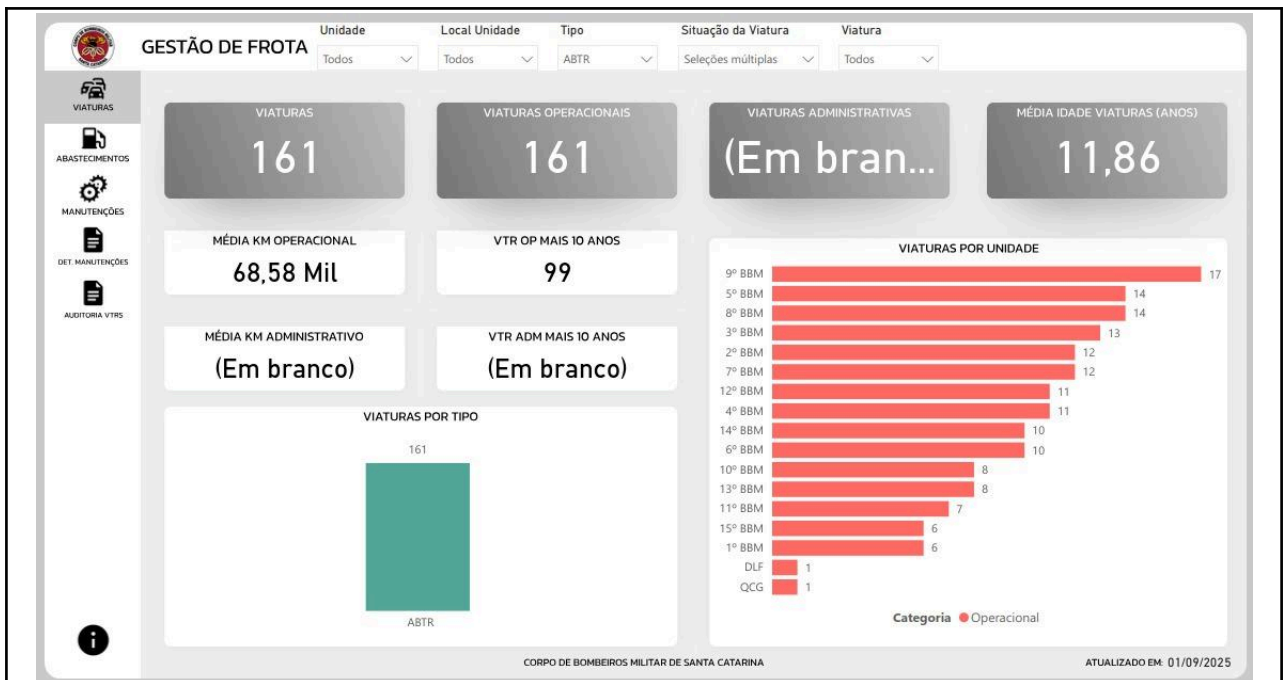 GESTÃO DE FROTA
Unidade
Todos
Local Unidade
Todos
Tipo
ABTR
Situação da Viatura
Seleções múltiplas
Viatura
Todos
VIATURAS
ABASTECIMENTOS
MANUTENÇÕES
DET. MANUTENÇÕES
AUDITORIA VTRS
VIATURAS
161
VIATURAS OPERACIONAIS
161
VIATURAS ADMINISTRATIVAS
(Em bran...
MÉDIA IDADE VIATURAS (ANOS)
11,86
MÉDIA KM OPERACIONAL
68,58 Mil
VTR OP MAIS 10 ANOS
99
MÉDIA KM ADMINISTRATIVO
(Em branco)
VTR ADM MAIS 10 ANOS
(Em branco)
VIATURAS POR TIPO
161
ABTR
VIATURAS POR UNIDADE
9º BBM 17
5º BBM 14
8º BBM 14
3º BBM 13
2º BBM 12
7º BBM 12
12º BBM 11
4º BBM 11
14º BBM 10
6º BBM 10
10º BBM 8
13º BBM 8
11º BBM 7
15º BBM 6
1º BBM 6
DLF 1
QCG 1
Categoria Operacional
CORPO DE BOMBEIROS MILITAR DE SANTA CATARINA
ATUALIZADO EM: 01/09/2025